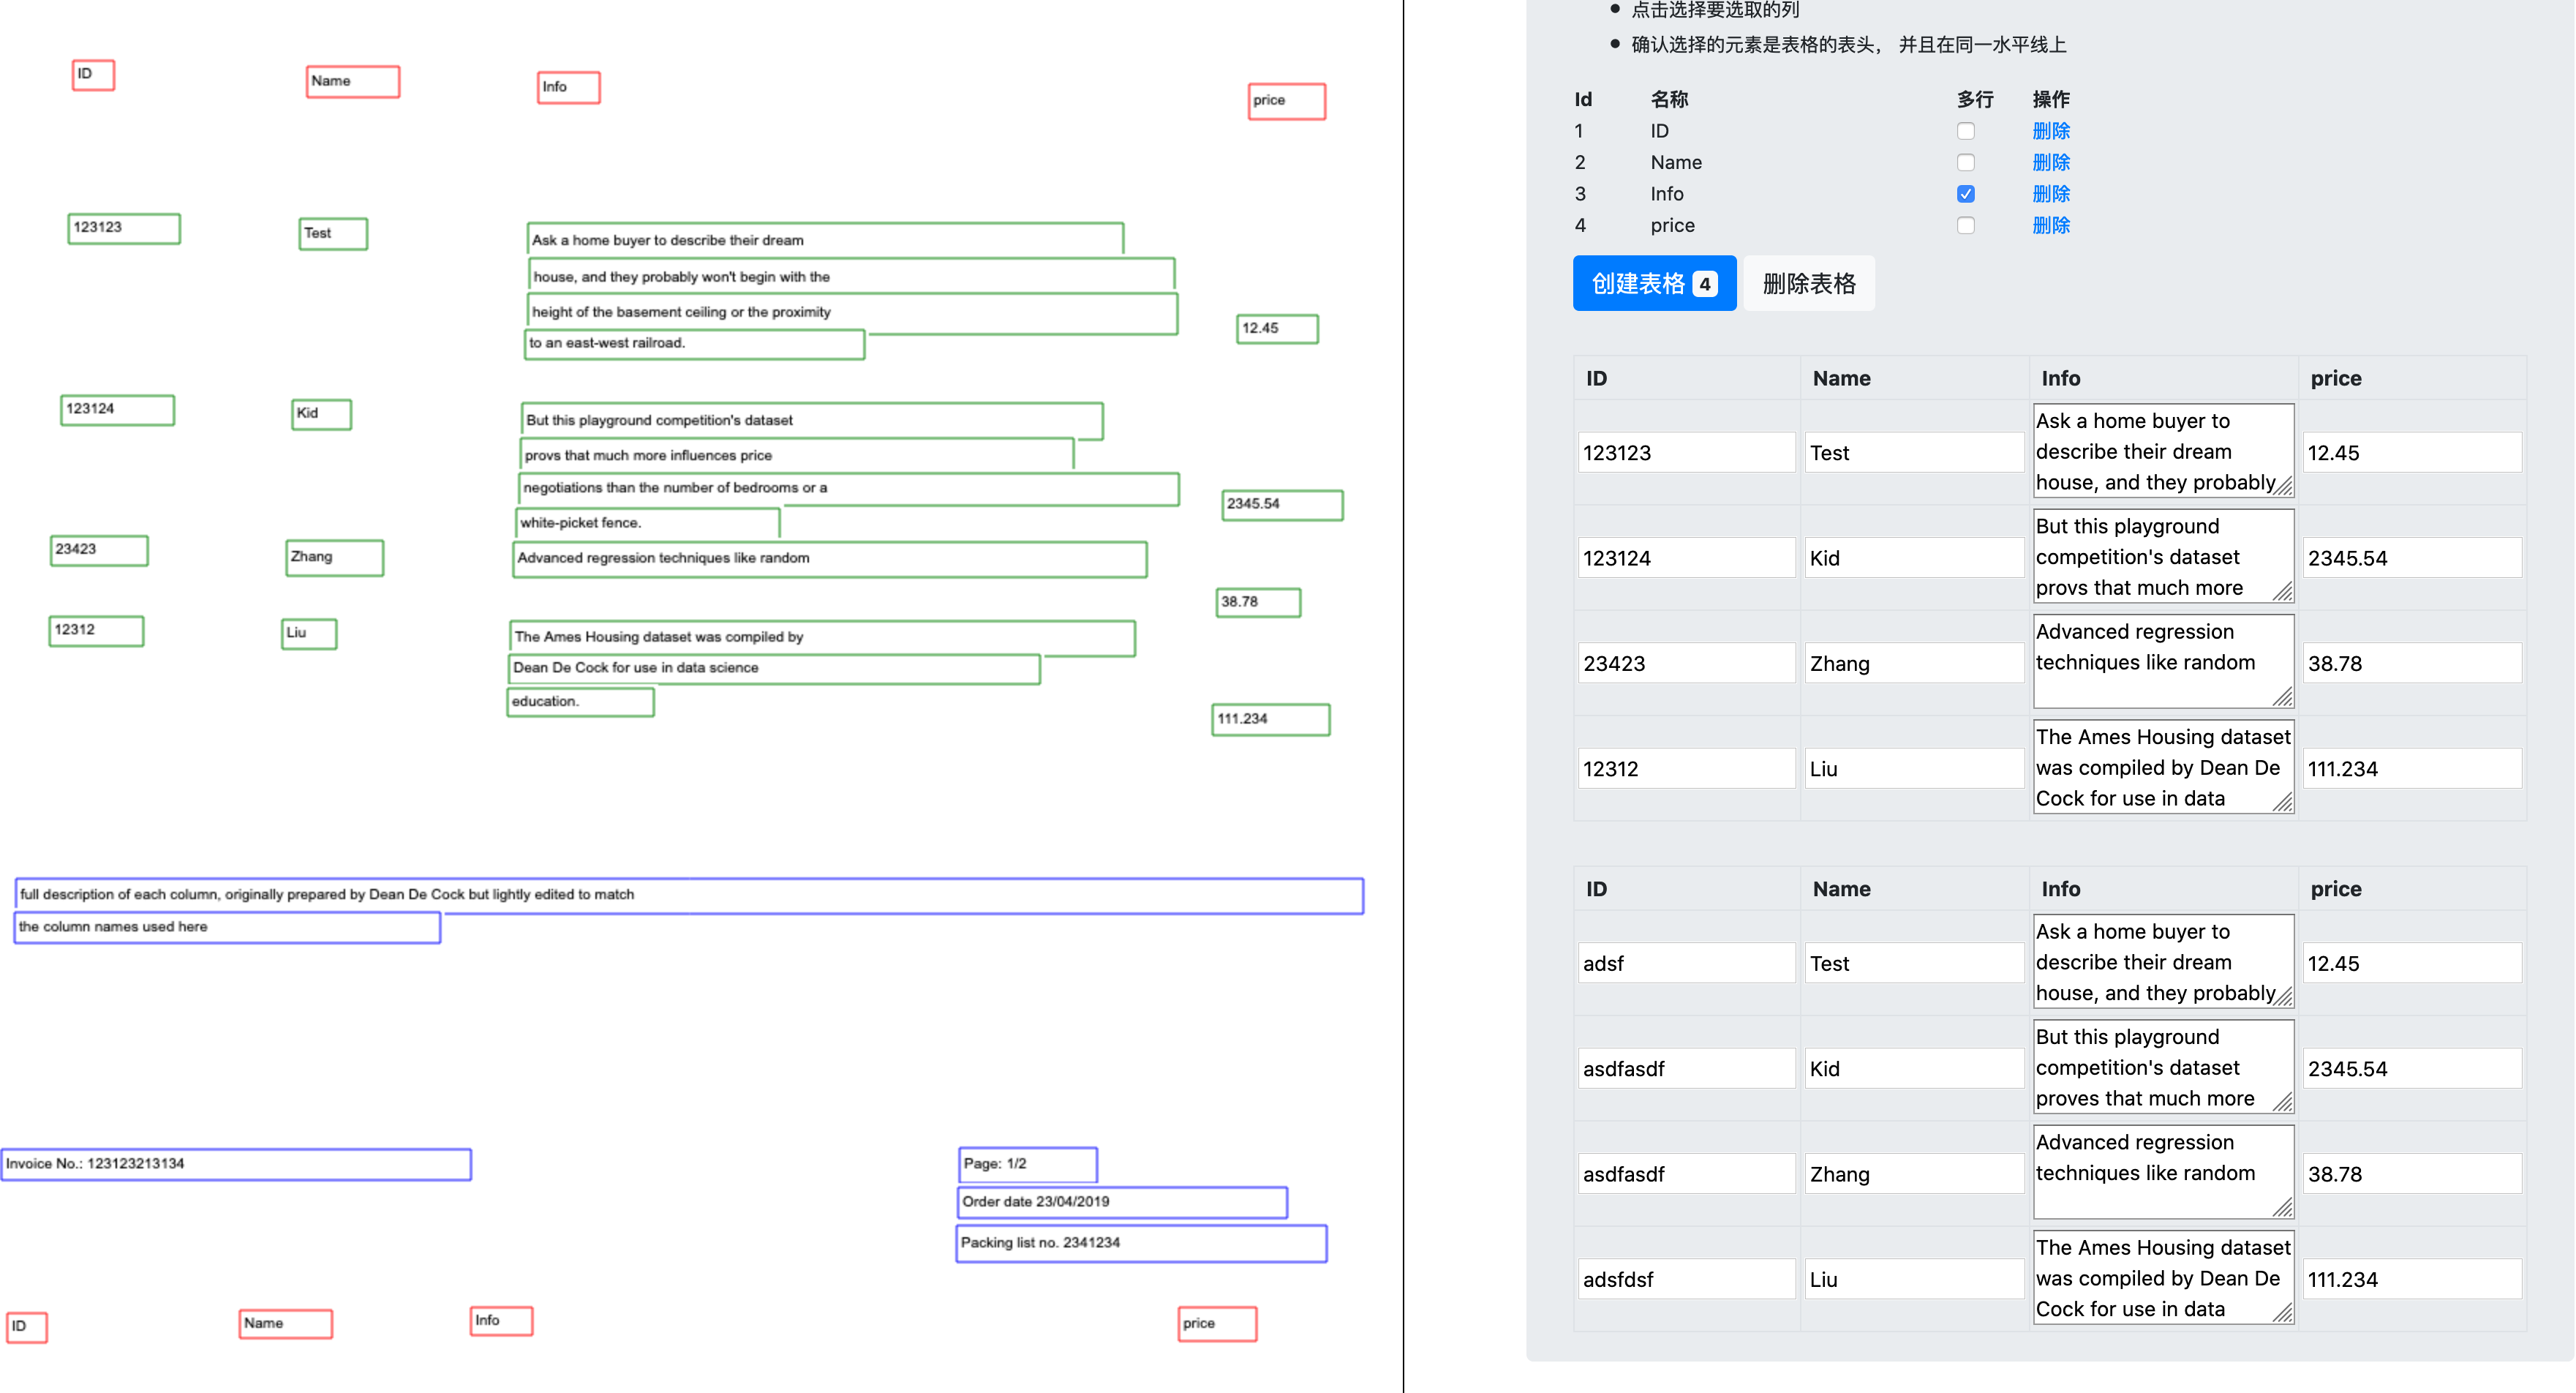 ID
Name
Info
price
123123
Test
Ask a home buyer to describe their dream
house, and they probably won't begin with the
height of the basement ceiling or the proximity
to an east-west railroad.
12.45
123124
Kid
But this playground competition's dataset
provs that much more influences price
negotiations than the number of bedrooms or a
white-picket fence.
2345.54
23423
Zhang
Advanced regression techniques like random
38.78
12312
Liu
The Ames Housing dataset was compiled by
Dean De Cock for use in data science
education.
111.234
full description of each column, originally prepared by Dean De Cock but lightly edited to match
the column names used here
Invoice No.: 123123213134
Page: 1/2
Order date 23/04/2019
Packing list no. 2341234
ID
Name
Info
price
点击选择要选取的列
确认选择的元素是表格的表头， 并且在同一水平线上
Id 名称 多行 操作
1 ID 删除
2 Name 删除
3 Info 删除
4 price 删除
创建表格 4 删除表格
ID Name Info price
123123 Test
Ask a home buyer to
describe their dream
house, and they probably
12.45
123124 Kid
But this playground
competition's dataset
provs that much more
2345.54
23423 Zhang
Advanced regression
techniques like random
38.78
12312 Liu
The Ames Housing dataset
was compiled by Dean De
Cock for use in data
111.234
ID Name Info price
adsf Test
Ask a home buyer to
describe their dream
house, and they probably
12.45
asdfasdf Kid
But this playground
competition's dataset
proves that much more
2345.54
asdfasdf Zhang
Advanced regression
techniques like random
38.78
adsfdsf Liu
The Ames Housing dataset
was compiled by Dean De
Cock for use in data
111.234